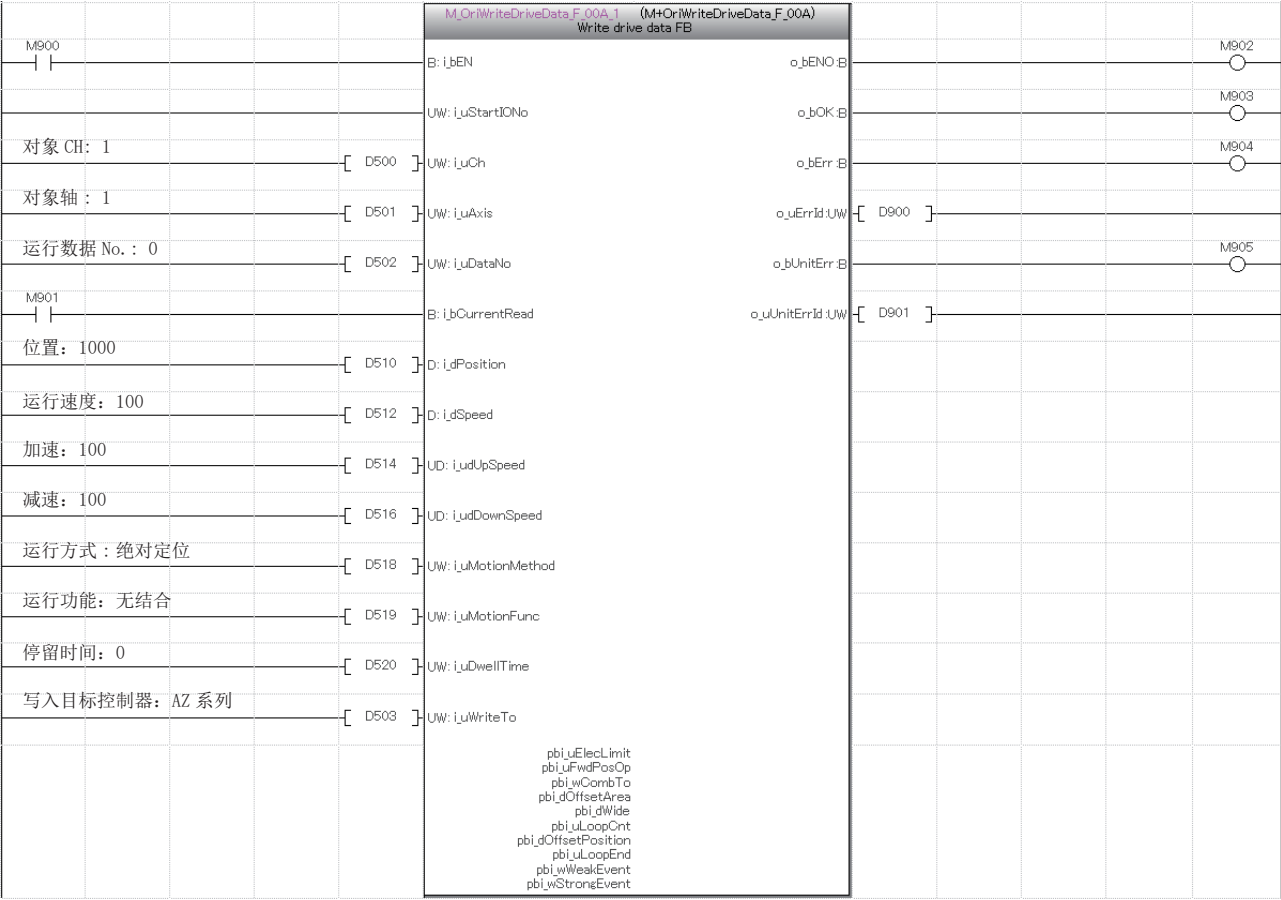 M_OriWriteDriveData_F_00A_1 (M+OriWriteDriveData_F_00A)
Write drive data FB
M900
B: i_bEN
o_bENO:B
M902
UW: i_uStartIONo
o_bOK:B
M903
对象 CH: 1
D500
UW: i_uCh
o_bErr:B
M904
对象轴: 1
D501
UW: i_uAxis
o_uErrId:UW
D900
运行数据 No.: 0
D502
UW: i_uDataNo
o_bUnitErr:B
M905
M901
B: i_bCurrentRead
o_uUnitErrId:UW
D901
位置: 1000
D510
D: i_dPosition
运行速度: 100
D512
D: i_dSpeed
加速: 100
D514
UD: i_udUpSpeed
减速: 100
D516
UD: i_udDownSpeed
运行方式: 绝对定位
D518
UW: i_uMotionMethod
运行功能: 无结合
D519
UW: i_uMotionFunc
停留时间: 0
D520
UW: i_uDwellTime
写入目标控制器: AZ 系列
D503
UW: i_uWriteTo
pbi_uElecLimit
pbi_uFwdPosOp
pbi_wCombTo
pbi_dOffsetArea
pbi_dWide
pbi_uLoopCnt
pbi_dOffsetPosition
pbi_uLoopEnd
pbi_wWeakEvent
pbi_wStrongEvent